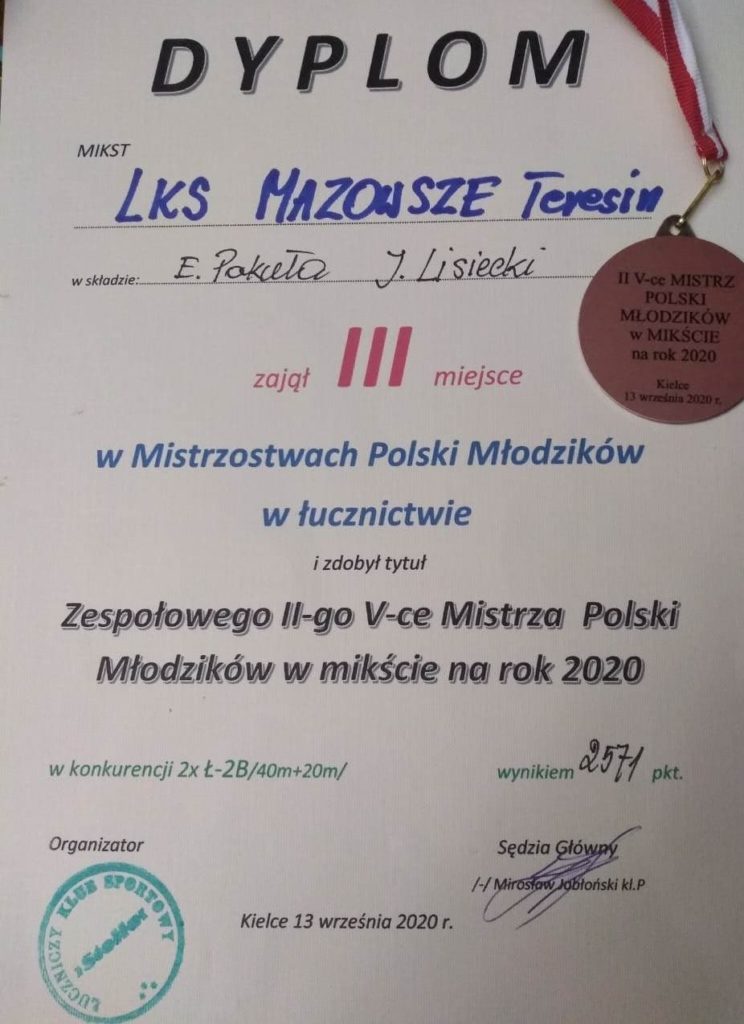 DYPLOM
MIKST
LKS MAZOWSZE Teresin
w składzie: E. Pakuła J. Lisiecki
II V-ce MISTRZ
POLSKI
MŁODZIKÓW
w MIKŚCIE
na rok 2020
Kielce
13 września 2020 r.
zajął III miejsce
w Mistrzostwach Polski Młodzików
w łucznictwie
i zdobył tytuł
Zespołowego II-go V-ce Mistrza Polski
Młodzików w mikście na rok 2020
w konkurencji 2x Ł-2B/40m+20m/
wynikiem 2571 pkt.
Organizator
Sędzia Główny
/-/ Mirosław Jabłoński kl.P
ŁUCZNICZY KLUB SPORTOWY
Kielce 13 września 2020 r.